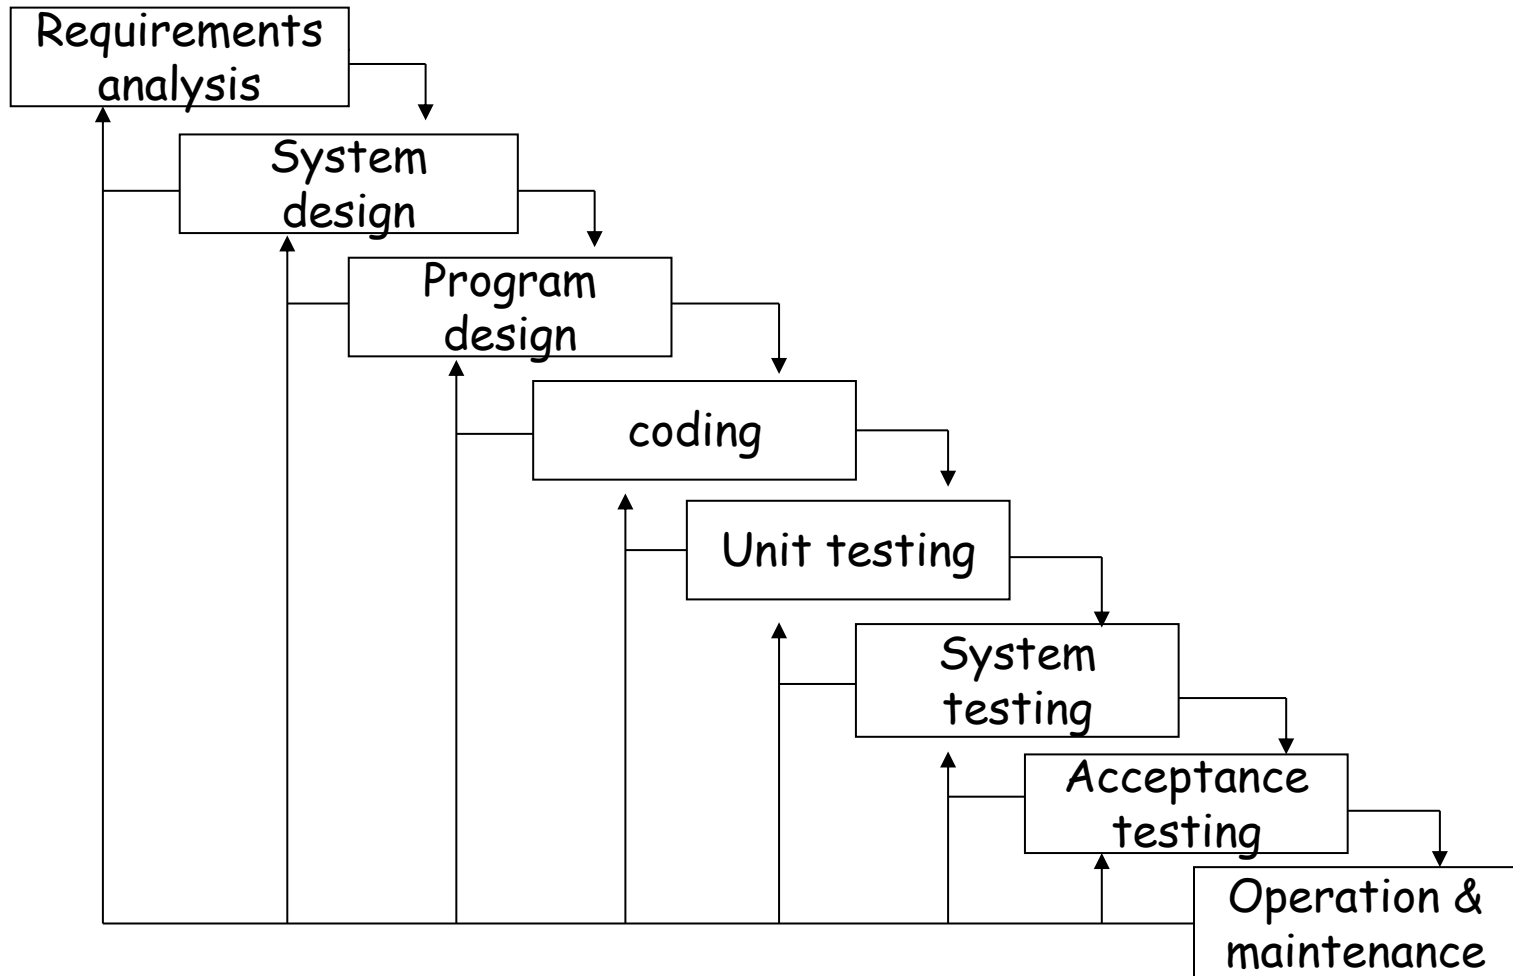 Requirements
analysis
System
design
Program
design
coding
Unit testing
System
testing
Acceptance
testing
Operation &
maintenance